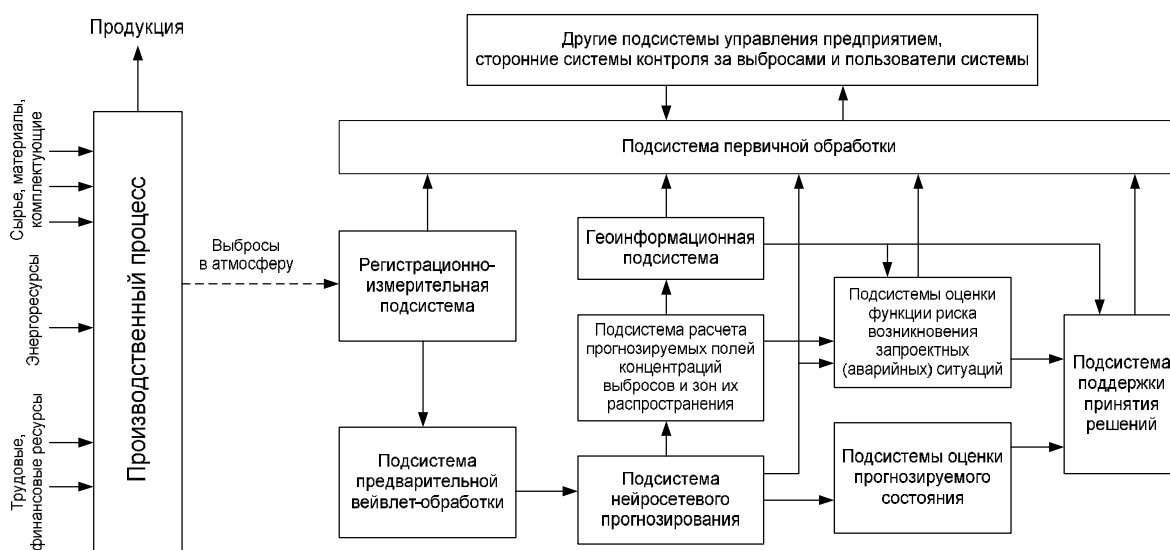 Продукция
Сырье, материалы,
комплектующие
Энергоресурсы
Трудовые,
финансовые ресурсы
Производственный процесс
Выбросы
в атмосферу
Другие подсистемы управления предприятием,
сторонние системы контроля за выбросами и пользователи системы
Подсистема первичной обработки
Регистрационно-
измерительная
подсистема
Геоинформационная
подсистема
Подсистемы оценки
функции риска
возникновения
запроектных
(аварийных) ситуаций
Подсистема расчета
прогнозируемых полей
концентраций
выбросов и зон их
распространения
Подсистема
поддержки
принятия
решений
Подсистема
предварительной
вейвлет-обработки
Подсистема
нейросетевого
прогнозирования
Подсистемы оценки
прогнозируемого
состояния